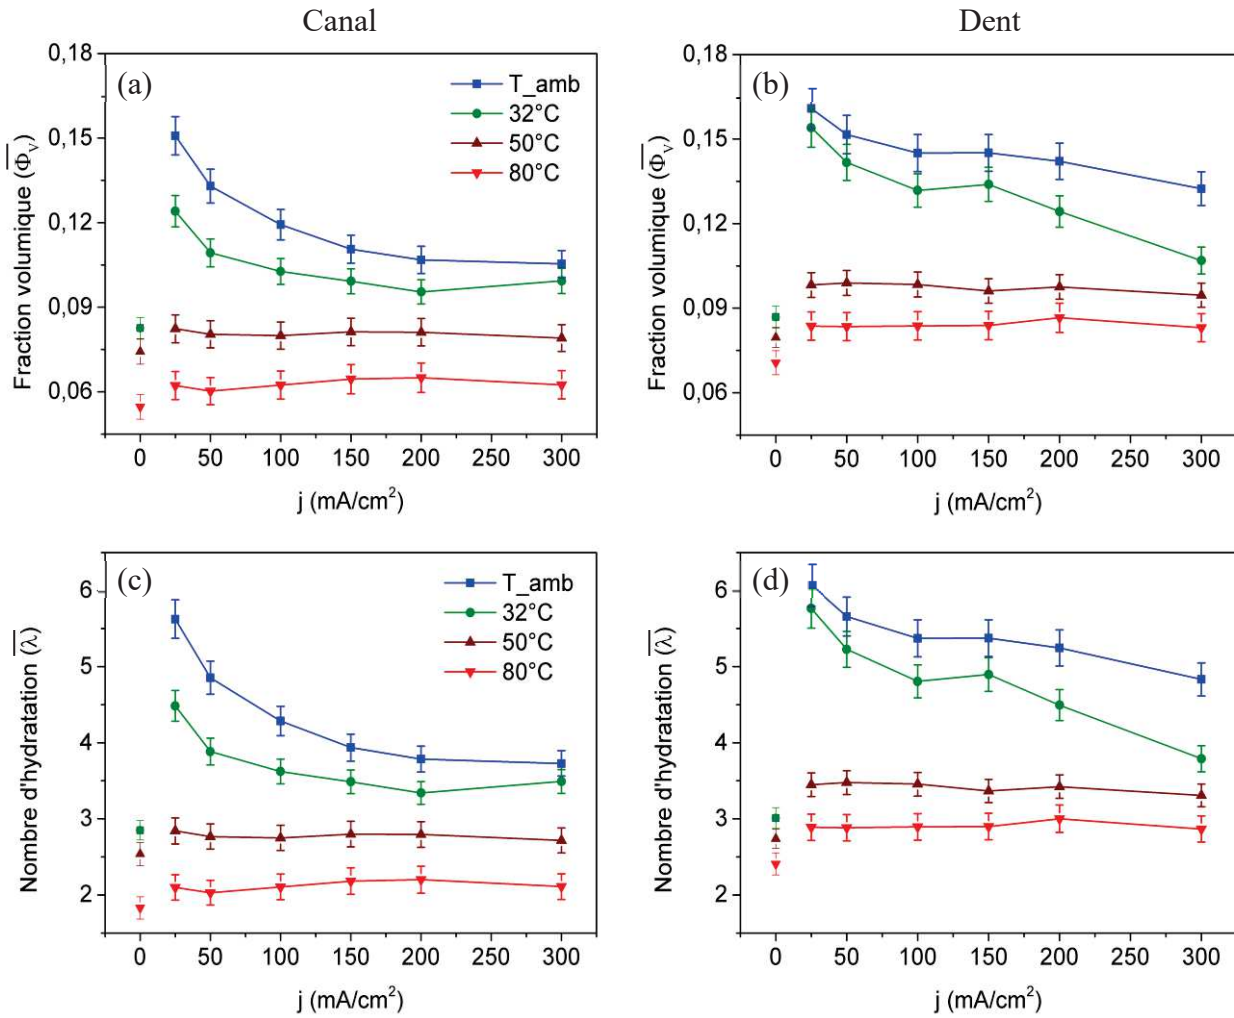 Canal
Dent
(a)
0,18
0,15
0,12
0,09
0,06
Fraction volumique (Φ̅ᵥ)
T_amb
32°C
50°C
80°C
0 50 100 150 200 250 300
j (mA/cm²)
(b)
0,18
0,15
0,12
0,09
0,06
Fraction volumique (Φ̅ᵥ)
0 50 100 150 200 250 300
j (mA/cm²)
(c)
6
5
4
3
2
Nombre d'hydratation (λ̅)
T_amb
32°C
50°C
80°C
0 50 100 150 200 250 300
j (mA/cm²)
(d)
6
5
4
3
2
Nombre d'hydratation (λ̅)
0 50 100 150 200 250 300
j (mA/cm²)